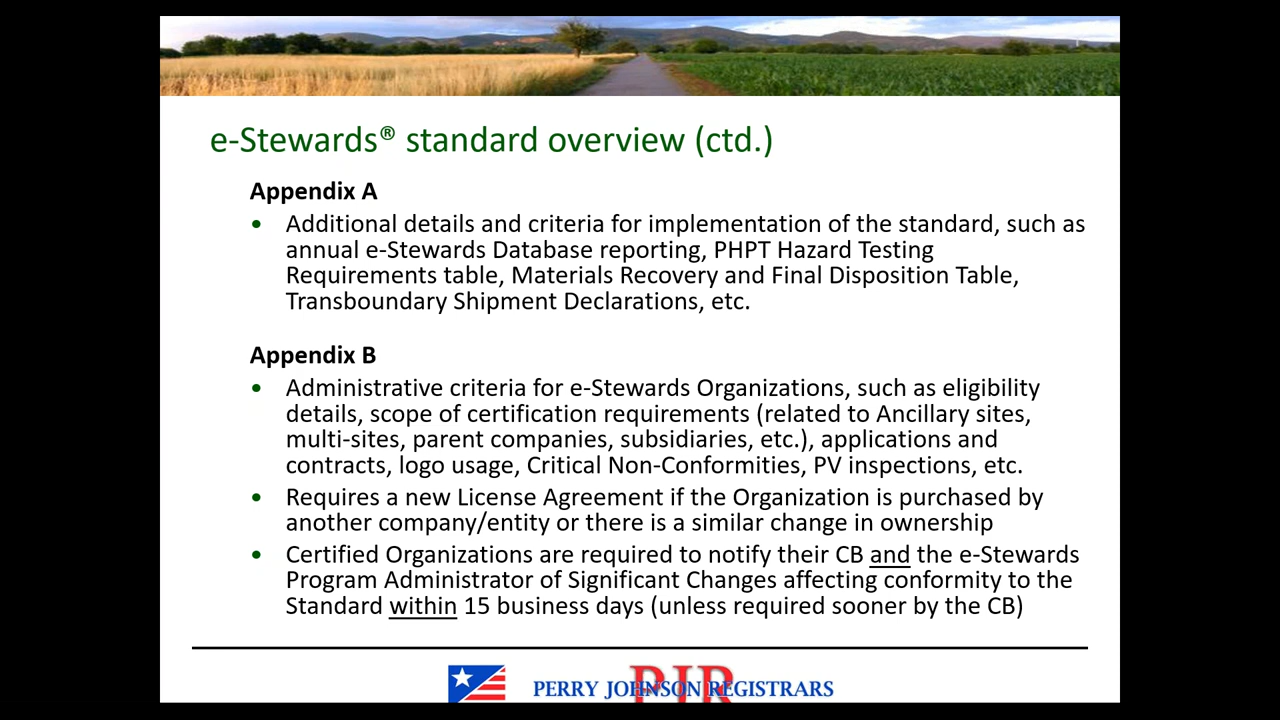 e-Stewards® standard overview (ctd.)
Appendix A
• Additional details and criteria for implementation of the standard, such as
annual e-Stewards Database reporting, PHPT Hazard Testing
Requirements table, Materials Recovery and Final Disposition Table,
Transboundary Shipment Declarations, etc.
Appendix B
• Administrative criteria for e-Stewards Organizations, such as eligibility
details, scope of certification requirements (related to Ancillary sites,
multi-sites, parent companies, subsidiaries, etc.), applications and
contracts, logo usage, Critical Non-Conformities, PV inspections, etc.
• Requires a new License Agreement if the Organization is purchased by
another company/entity or there is a similar change in ownership
• Certified Organizations are required to notify their CB and the e-Stewards
Program Administrator of Significant Changes affecting conformity to the
Standard within 15 business days (unless required sooner by the CB)
PJR
PERRY JOHNSON REGISTRARS